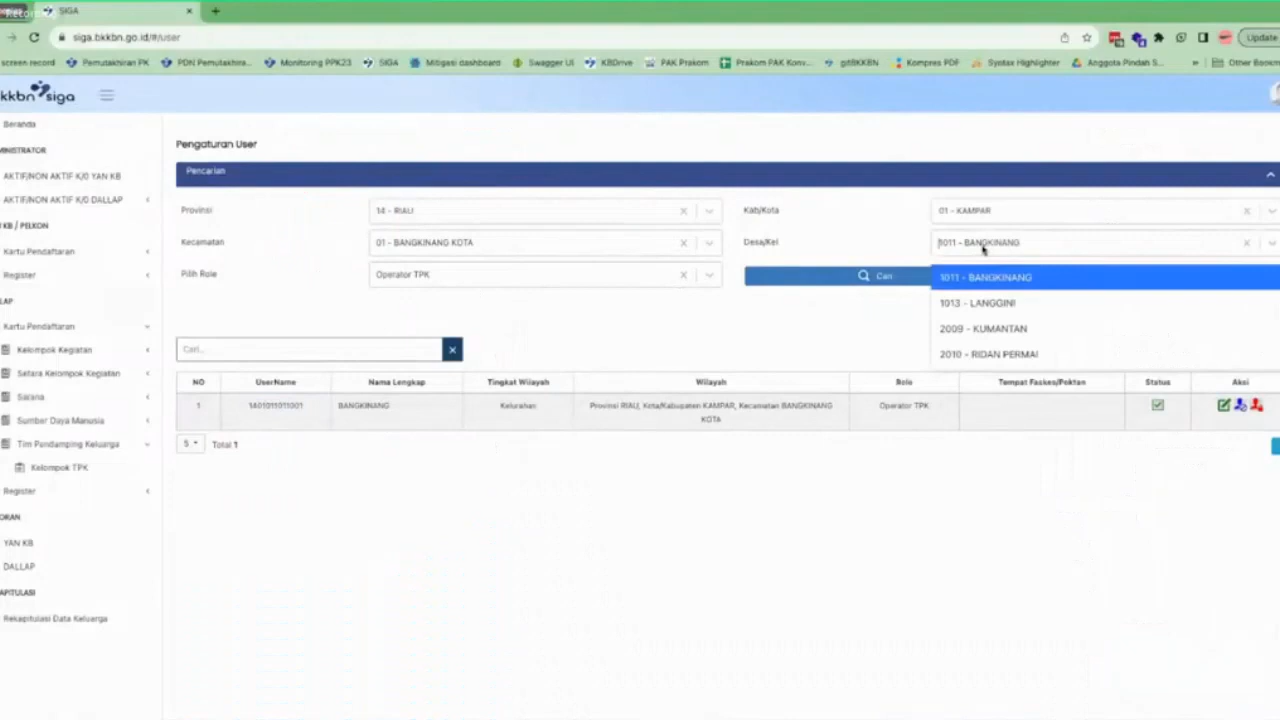 Recording
SIGA
siga.bkkbn.go.id/#/user
Update
screen record
Pemutakhiran PK
PDN Pemutakhira...
Monitoring PPK23
SIGA
Mitigasi dashboard
Swagger UI
KBDrive
PAK Prakom
Prakom PAK Konv...
gitBKKBN
Kompres PDF
Syntax Highlighter
Anggota Pindah S...
»
Other Bookm
kkbn siga
Beranda
MINISTRATOR
AKTIF/NON AKTIF K/0 YAN KB
AKTIF/NON AKTIF K/0 DALLAP
KB / PELKON
Kartu Pendaftaran
Register
LAP
Kartu Pendaftaran
Kelompok Kegiatan
Setara Kelompok Kegiatan
Sarana
Sumber Daya Manusia
Tim Pendamping Keluarga
Kelompok TPK
Register
ORAN
YAN KB
DALLAP
APITULASI
Rekapitulasi Data Keluarga
Pengaturan User
Pencarian
Provinsi
14 - RIAU
Kab/Kota
01 - KAMPAR
Kecamatan
01 - BANGKINANG KOTA
Desa/Kel
1011 - BANGKINANG
Pilih Role
Operator TPK
Cari
1011 - BANGKINANG
1013 - LANGGINI
2009 - KUMANTAN
2010 - RIDAN PERMAI
Cari...
NO UserName Nama Lengkap Tingkat Wilayah Wilayah Role Tempat Faskes/Poktan Status Aksi
1 1401011011001 BANGKINANG Kelurahan Provinsi RIAU, Kota/Kabupaten KAMPAR, Kecamatan BANGKINANG KOTA Operator TPK
5 Total 1